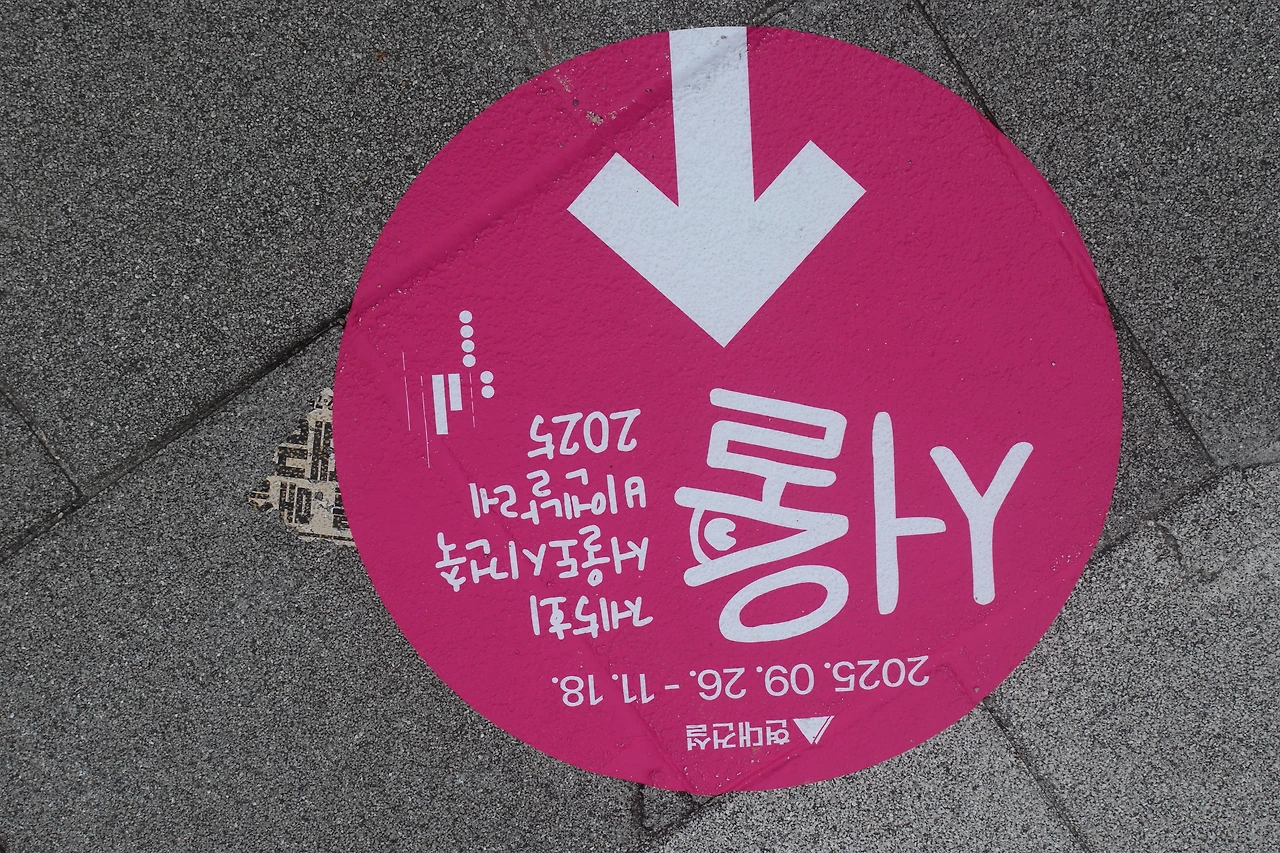 현대건설
2025. 09. 26. – 11. 18.
서울
제5회
서울도시건축
비엔날레
2025